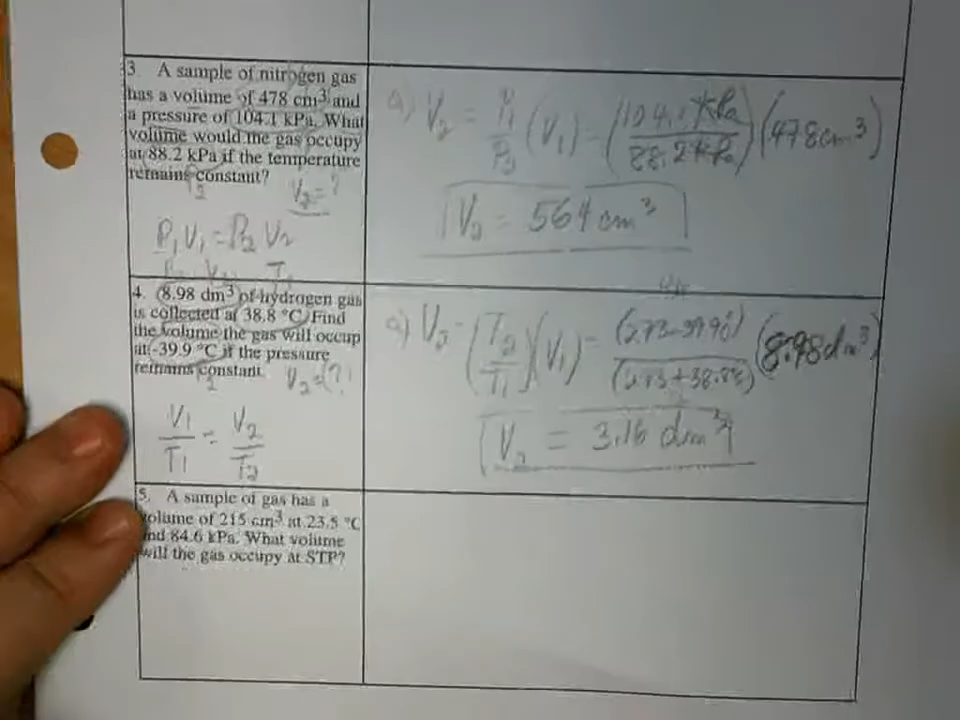 3. A sample of nitrogen gas
has a volume of 478 cm³ and
a pressure of 104.1 kPa. What
volume would the gas occupy
at 88.2 kPa if the temperature
remains constant?
P₂
V₂ = ?
P₁V₁ = P₂V₂
a) V₂ = P₁/P₂ (V₁) = (104.1 kPa / 88.2 kPa) (478 cm³)
V₂ = 564 cm³
4. 8.98 dm³ of hydrogen gas
is collected at 38.8 °C. Find
the volume the gas will occup
at -39.9 °C if the pressure
remains constant.
V₂ = ?
V₁/T₁ = V₂/T₂
a) V₂ = (T₂/T₁)(V₁) = (273-39.9°) / (273+38.8°) (8.98 dm³)
V₂ = 3.16 dm³
5. A sample of gas has a
volume of 215 cm³ at 23.5 °C
and 84.6 kPa. What volume
will the gas occupy at STP?